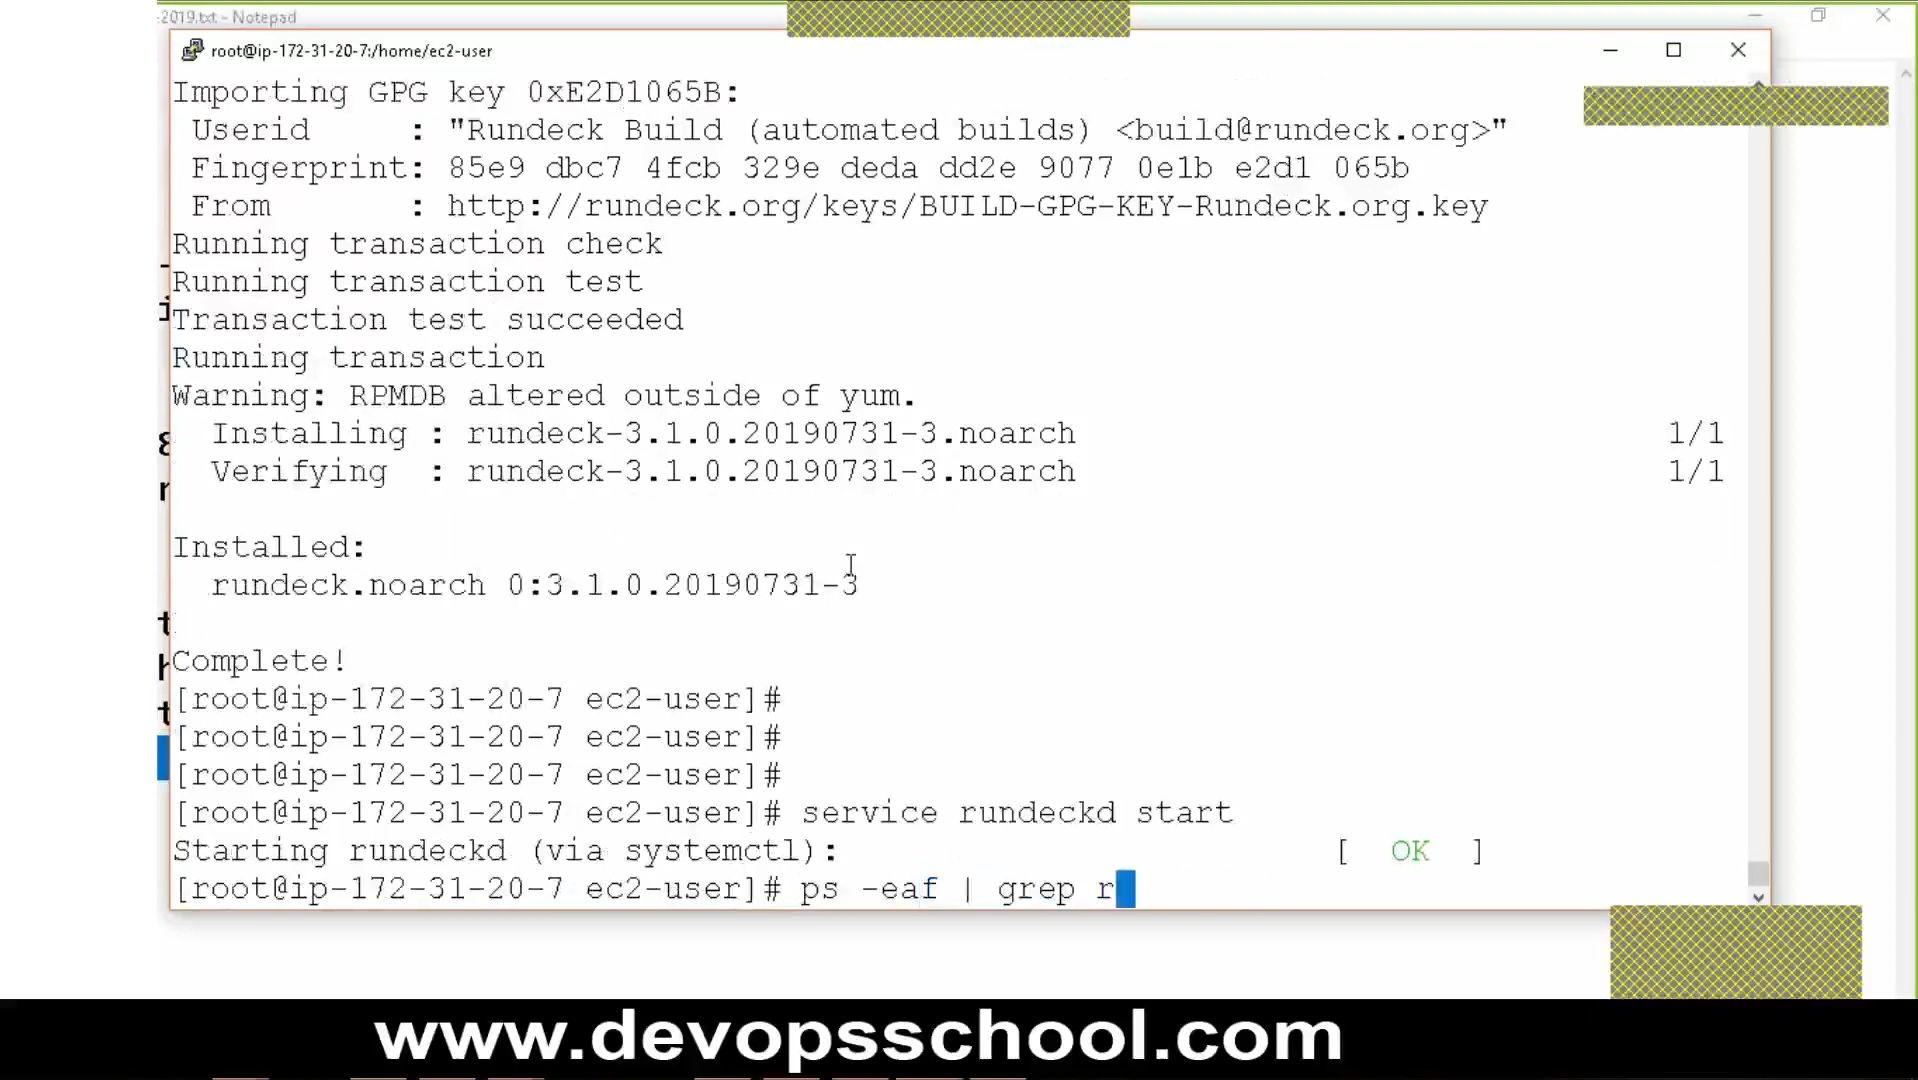 2019.txt - Notepad
root@ip-172-31-20-7:/home/ec2-user
Importing GPG key 0xE2D1065B:
Userid     : "Rundeck Build (automated builds) <build@rundeck.org>"
Fingerprint: 85e9 dbc7 4fcb 329e deda dd2e 9077 0e1b e2d1 065b
From       : http://rundeck.org/keys/BUILD-GPG-KEY-Rundeck.org.key
Running transaction check
Running transaction test
Transaction test succeeded
Running transaction
Warning: RPMDB altered outside of yum.
Installing : rundeck-3.1.0.20190731-3.noarch 1/1
Verifying  : rundeck-3.1.0.20190731-3.noarch 1/1
Installed:
rundeck.noarch 0:3.1.0.20190731-3
Complete!
[root@ip-172-31-20-7 ec2-user]#
[root@ip-172-31-20-7 ec2-user]#
[root@ip-172-31-20-7 ec2-user]#
[root@ip-172-31-20-7 ec2-user]# service rundeckd start
Starting rundeckd (via systemctl): [  OK  ]
[root@ip-172-31-20-7 ec2-user]# ps -eaf | grep r
www.devopsschool.com